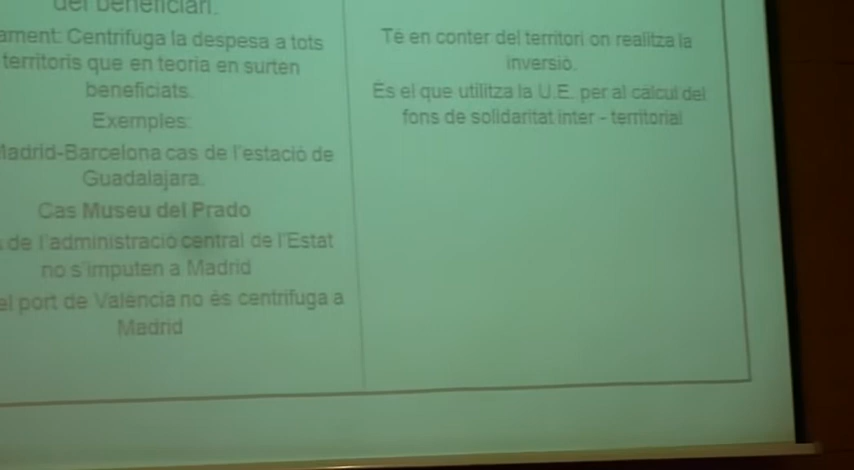 del beneficiari.
ament: Centrifuga la despesa a tots
territoris que en teoria en surten
beneficiats.
Exemples:
Madrid-Barcelona cas de l'estació de
Guadalajara.
Cas Museu del Prado
de l'administració central de l'Estat
no s'imputen a Madrid
el port de València no és centrifuga a
Madrid
Té en conter del territori on realitza la
inversió.
És el que utilitza la U.E. per al càlcul del
fons de solidaritat inter - territorial